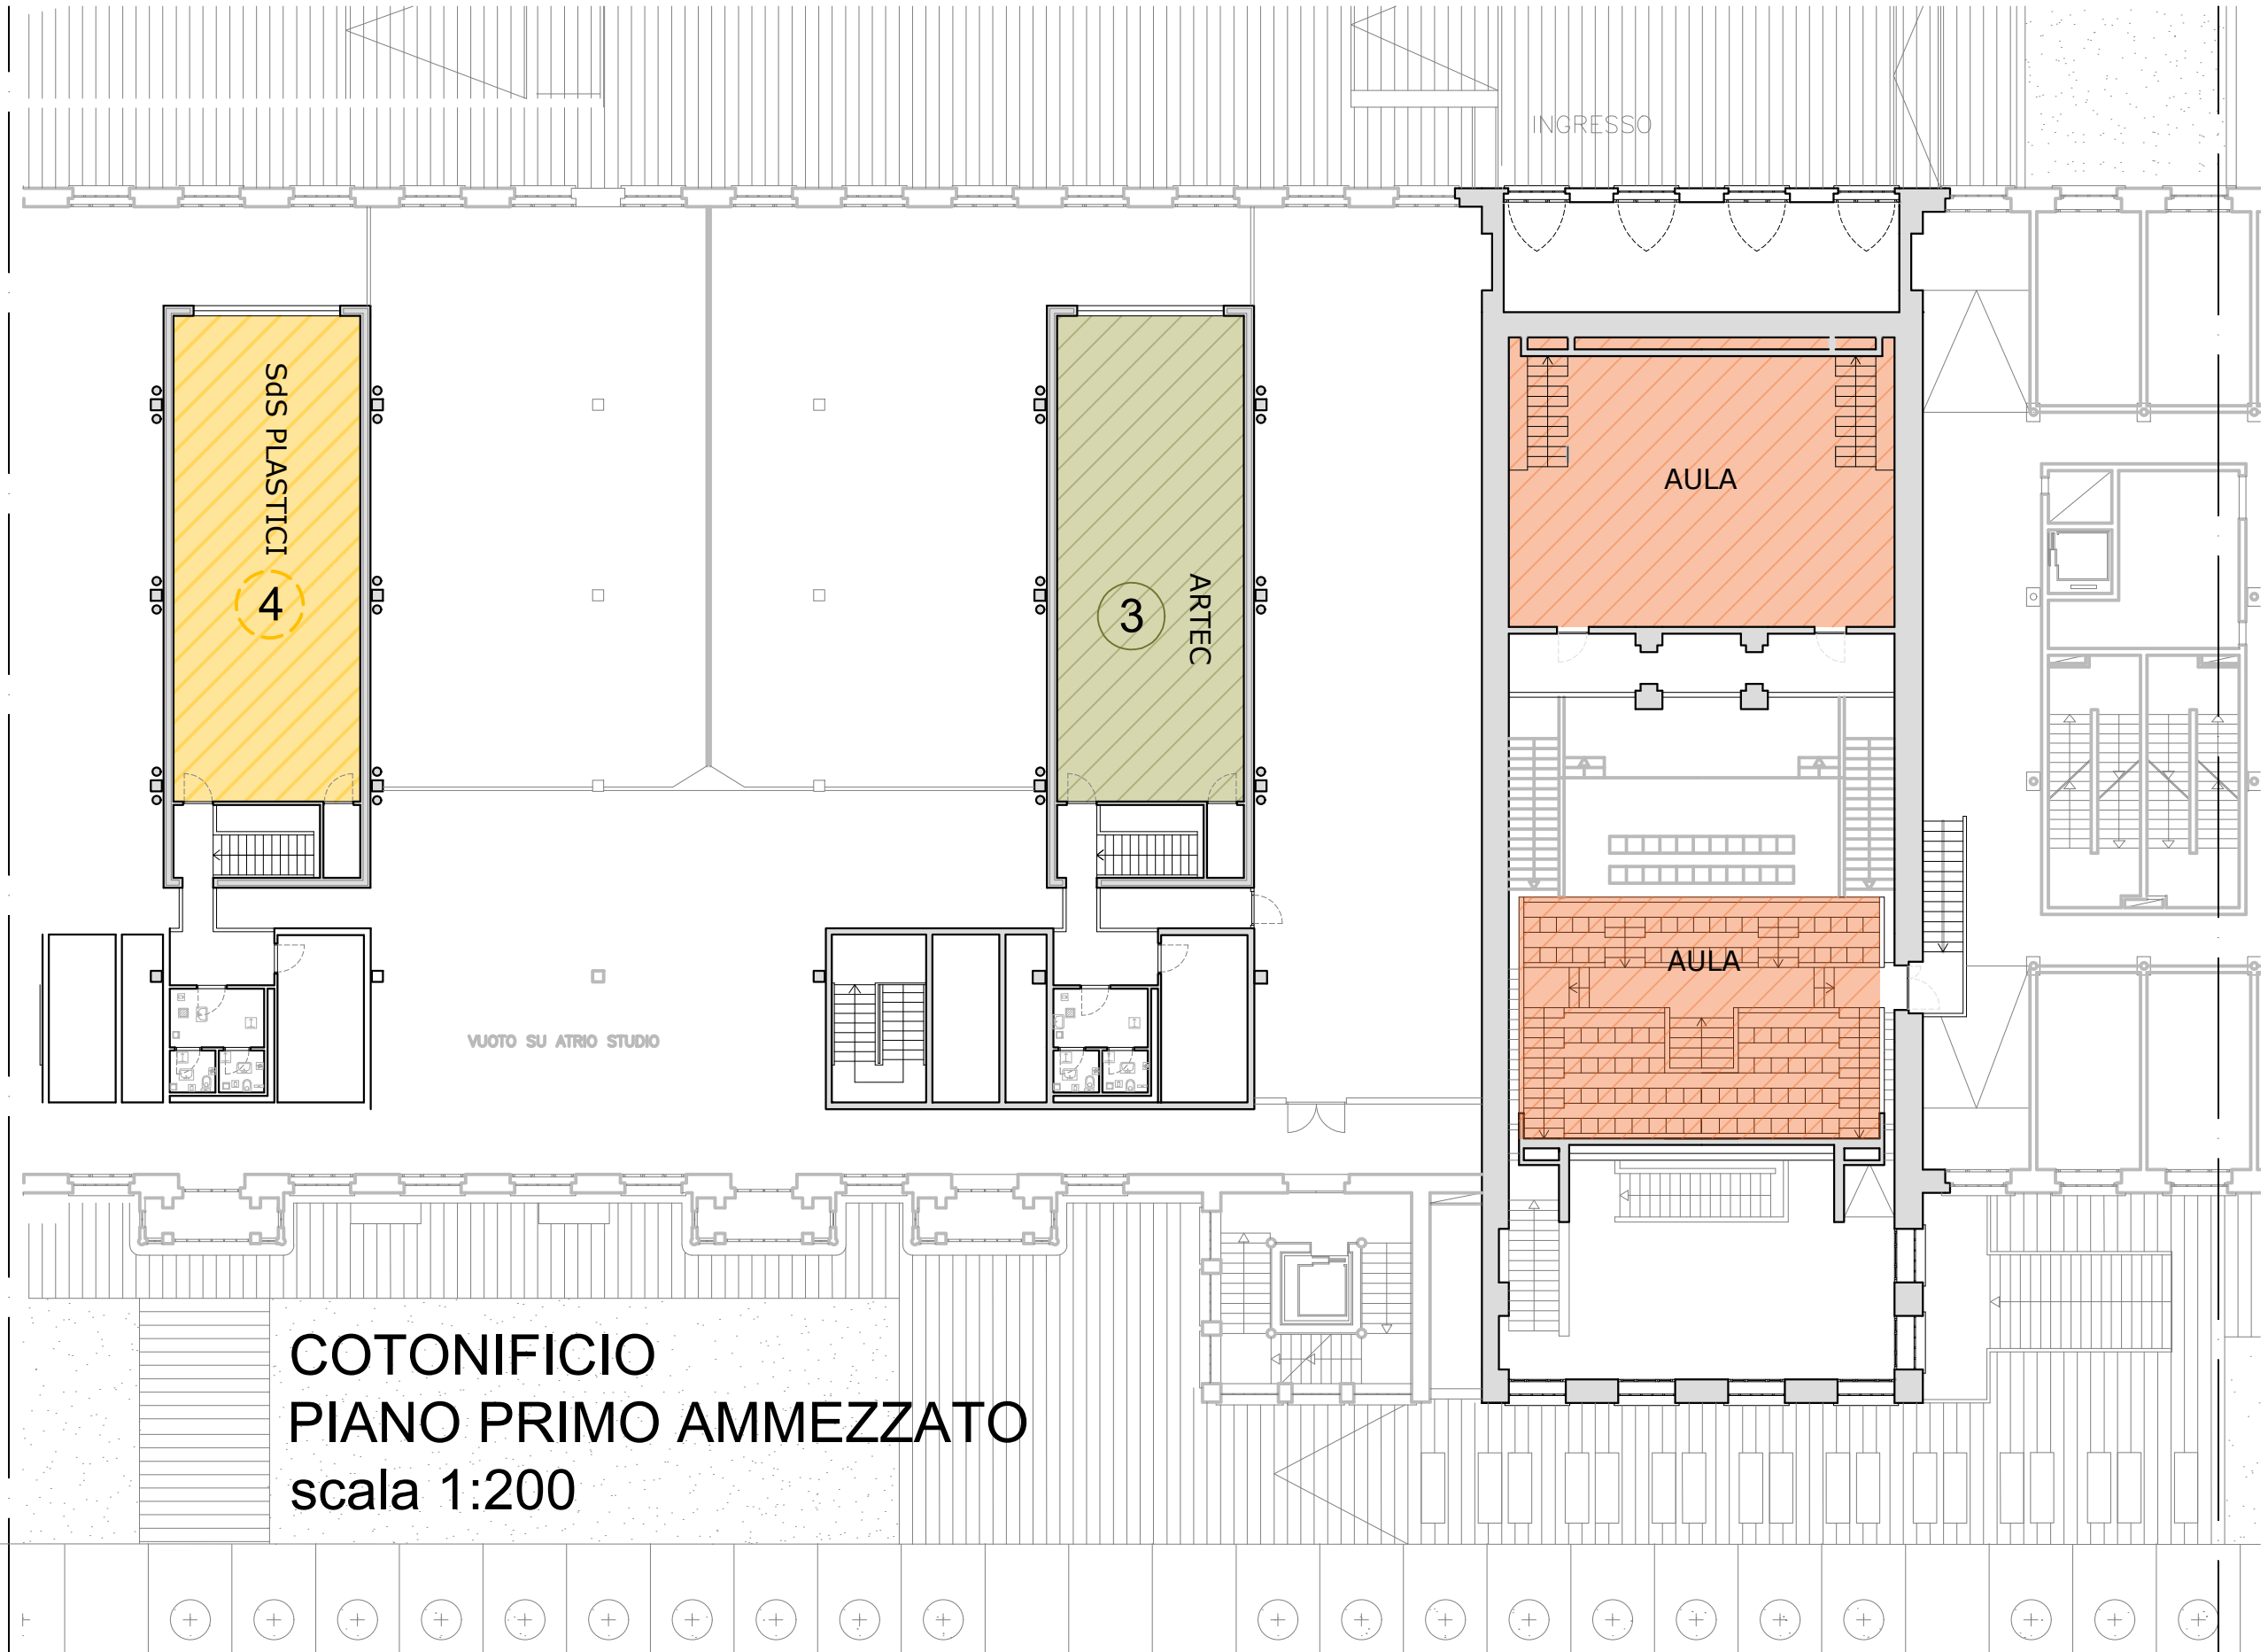 INGRESSO
SdS PLASTICI
4
3
ARTEC
AULA
AULA
VUOTO SU ATRIO STUDIO
COTONIFICIO
PIANO PRIMO AMMEZZATO
scala 1:200